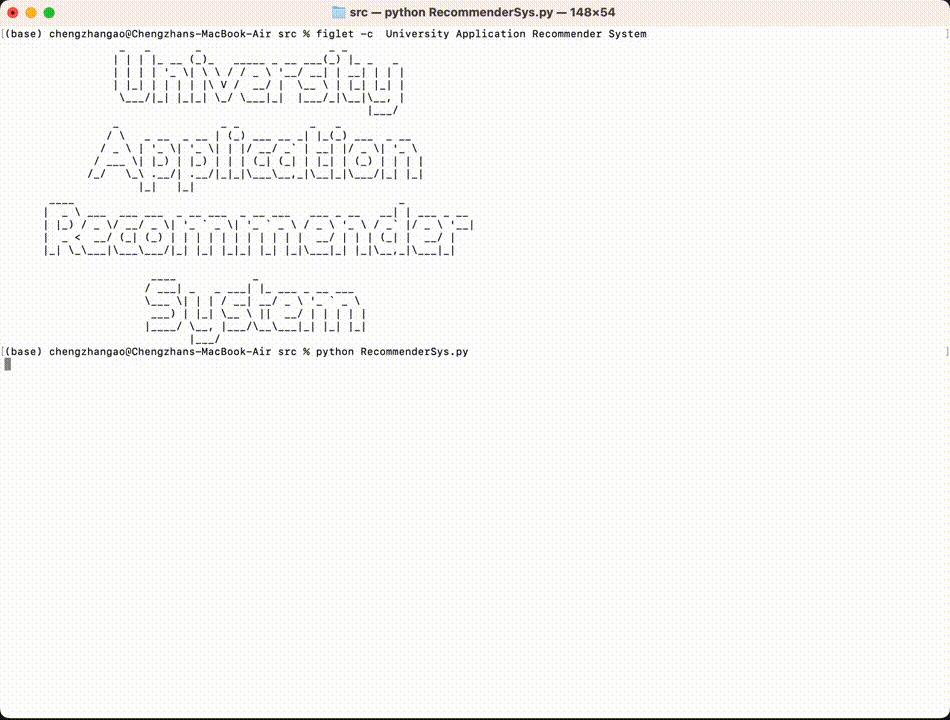 src — python RecommenderSys.py — 148×54
(base) chengzhangao@Chengzhans-MacBook-Air src % figlet -c  University Application Recommender System
University
Application
Recommender
System
(base) chengzhangao@Chengzhans-MacBook-Air src % python RecommenderSys.py